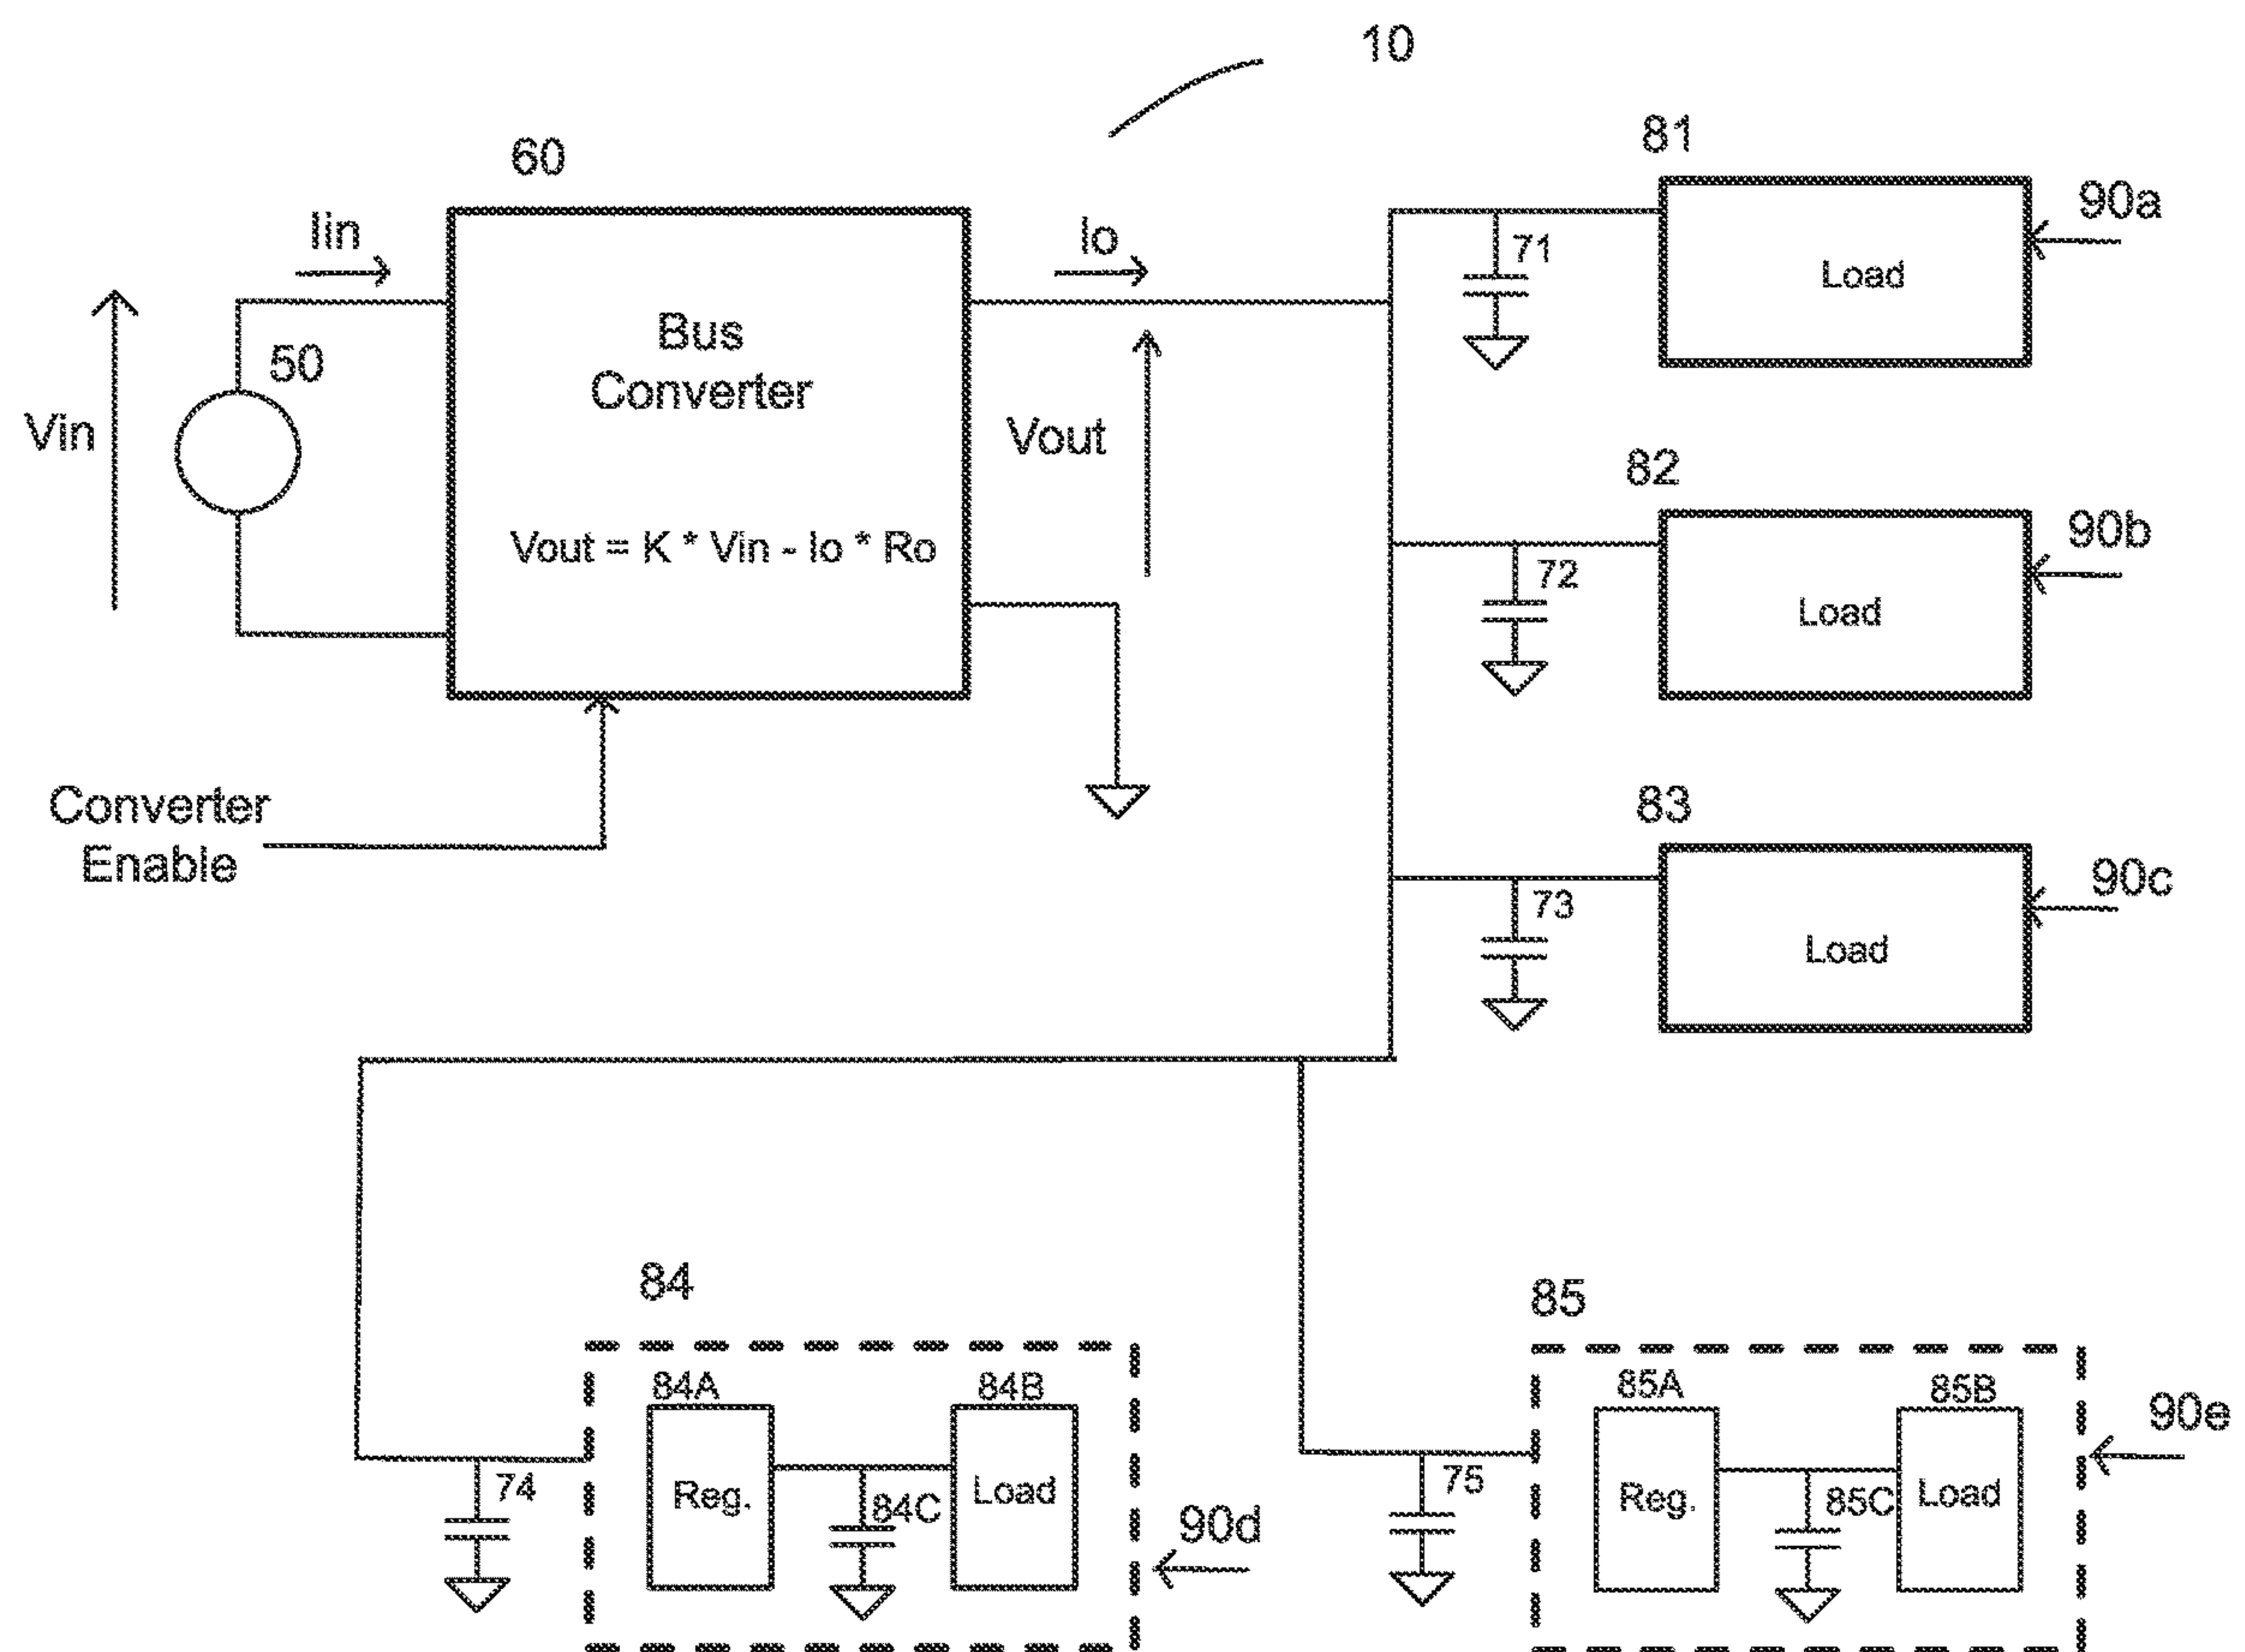 10
60
81
90a
Iin
Io
71
Load
50
Bus
Converter
Vin
Vout
82
90b
Vout = K * Vin - Io * Ro
72
Load
Converter
Enable
83
90c
73
Load
84
85
84A
84B
85A
85B
90e
74
Reg.
84C
Load
90d
75
Reg.
85C
Load